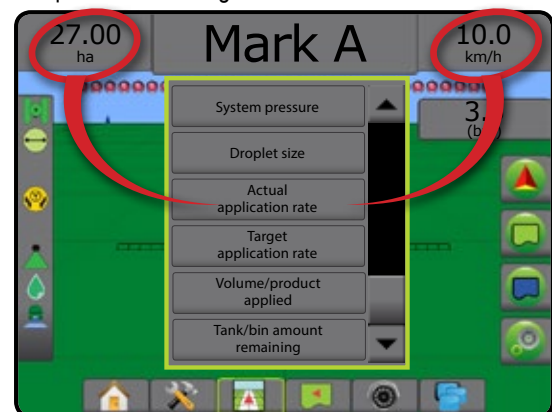 27.00
ha
Mark A
10.0
km/h
3.
System pressure
Droplet size
Actual
application rate
Target
application rate
Volume/product
applied
Tank/bin amount
remaining